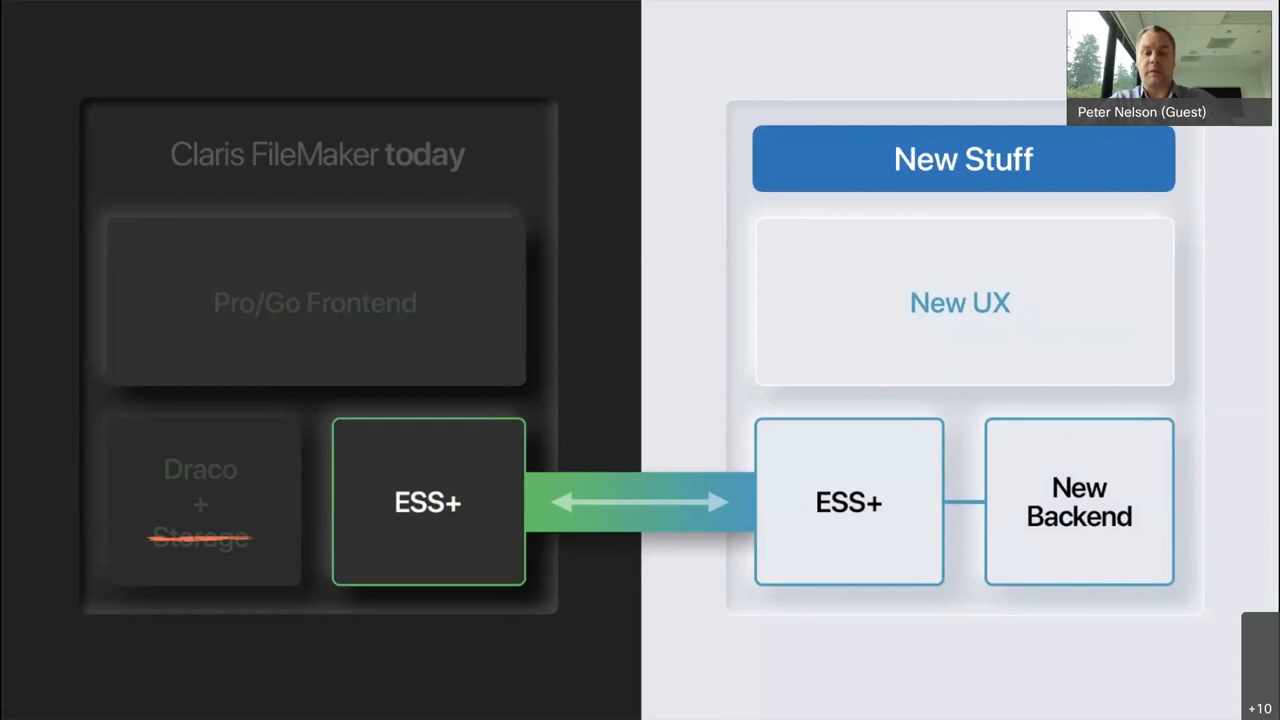 Claris FileMaker today
Pro/Go Frontend
Draco
+
Storage
ESS+
New Stuff
New UX
ESS+
New
Backend
Peter Nelson (Guest)
+10